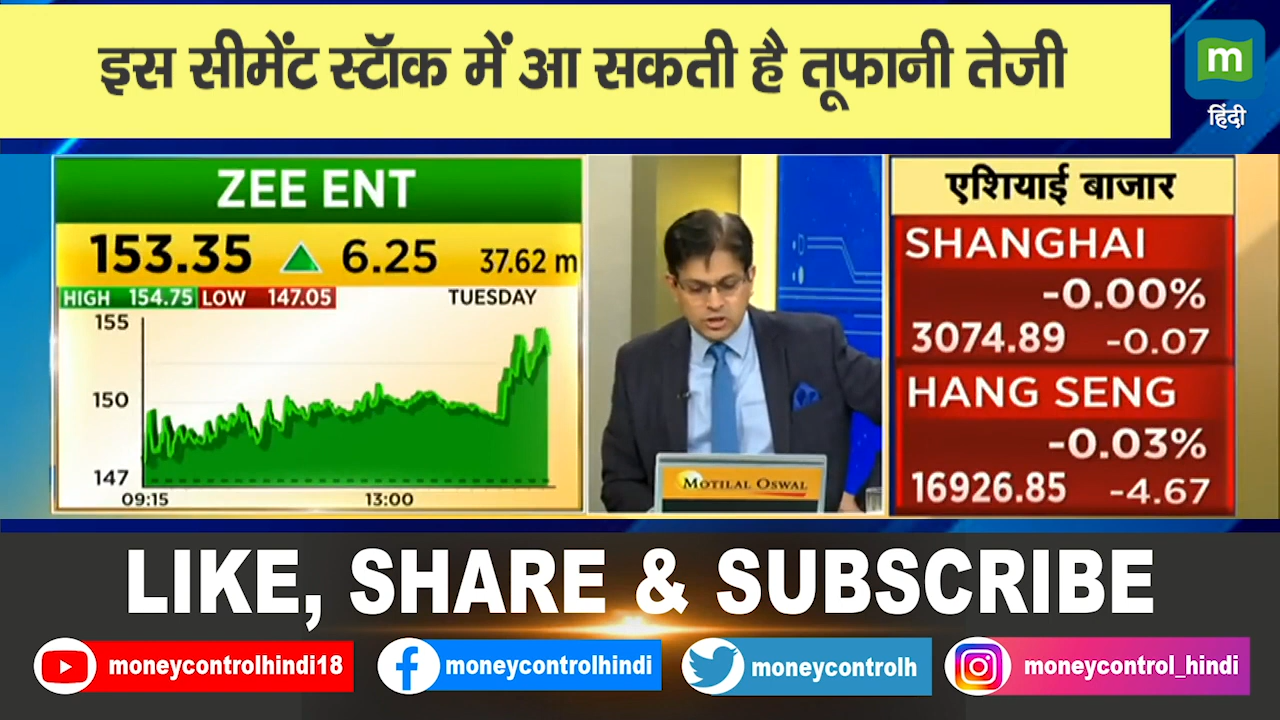 इस सीमेंट स्टॉक में आ सकती है तूफानी तेजी
m
हिंदी
ZEE ENT
153.35 6.25 37.62 m
HIGH 154.75 LOW 147.05 TUESDAY
155
150
147
09:15 13:00
MOTILAL OSWAL
एशियाई बाजार
SHANGHAI
-0.00%
3074.89 -0.07
HANG SENG
-0.03%
16926.85 -4.67
LIKE, SHARE & SUBSCRIBE
moneycontrolhindi18 moneycontrolhindi moneycontrolh moneycontrol_hindi